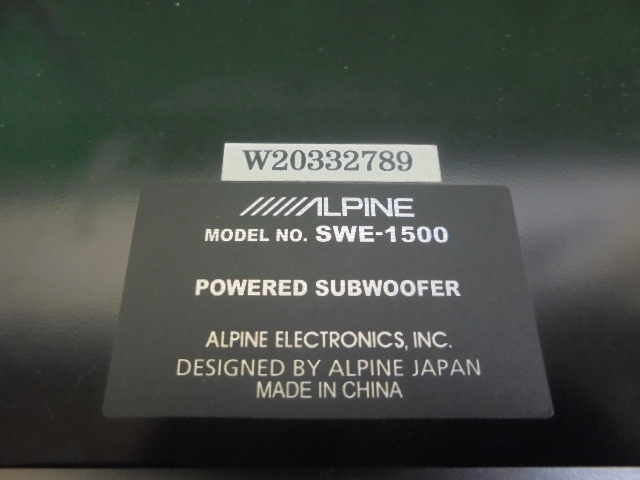 W20332789
ALPINE
MODEL NO. SWE-1500
POWERED SUBWOOFER
ALPINE ELECTRONICS, INC.
DESIGNED BY ALPINE JAPAN
MADE IN CHINA